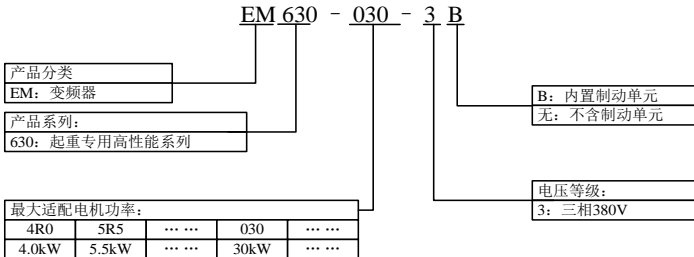 EM 630 - 030 - 3 B
产品分类
EM：变频器
产品系列：
630：起重专用高性能系列
B：内置制动单元
无：不含制动单元
电压等级：
3：三相380V
最大适配电机功率：
4R0 5R5 …… 030 ……
4.0kW 5.5kW …… 30kW ……